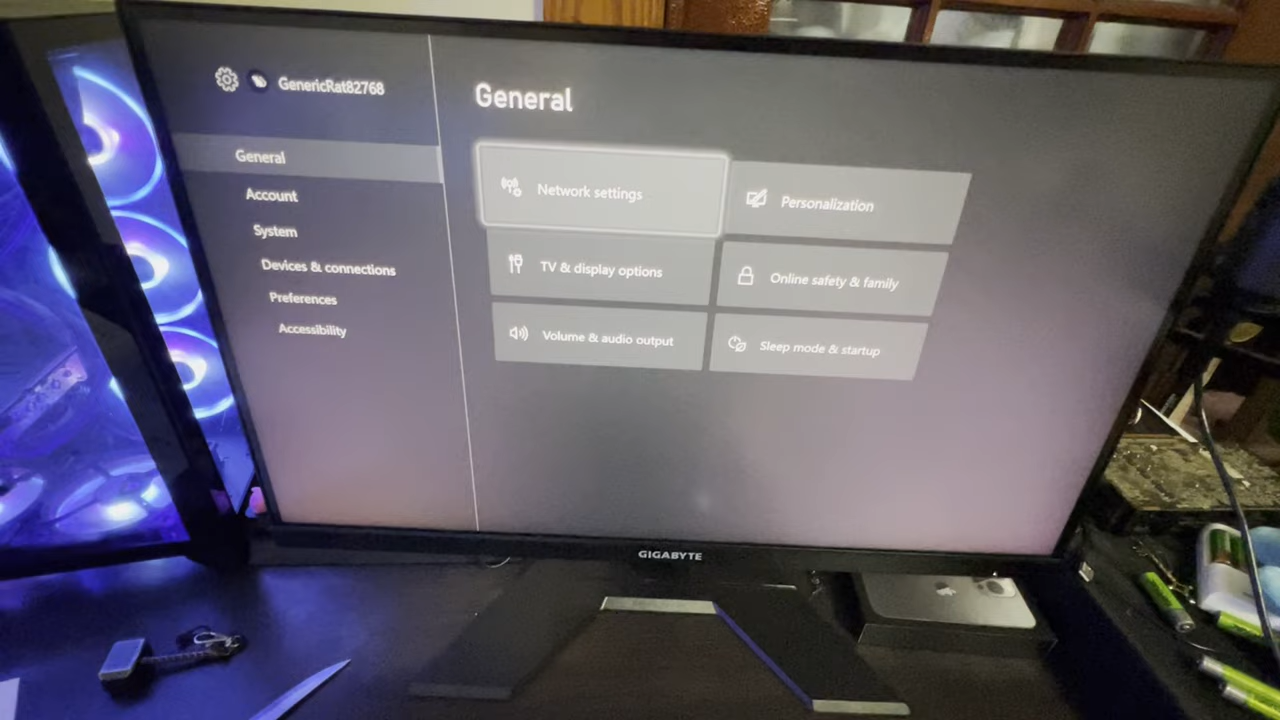 GenericRat82768
General
Account
System
Devices & connections
Preferences
Accessibility
General
Network settings
Personalization
TV & display options
Online safety & family
Volume & audio output
Sleep mode & startup
GIGABYTE